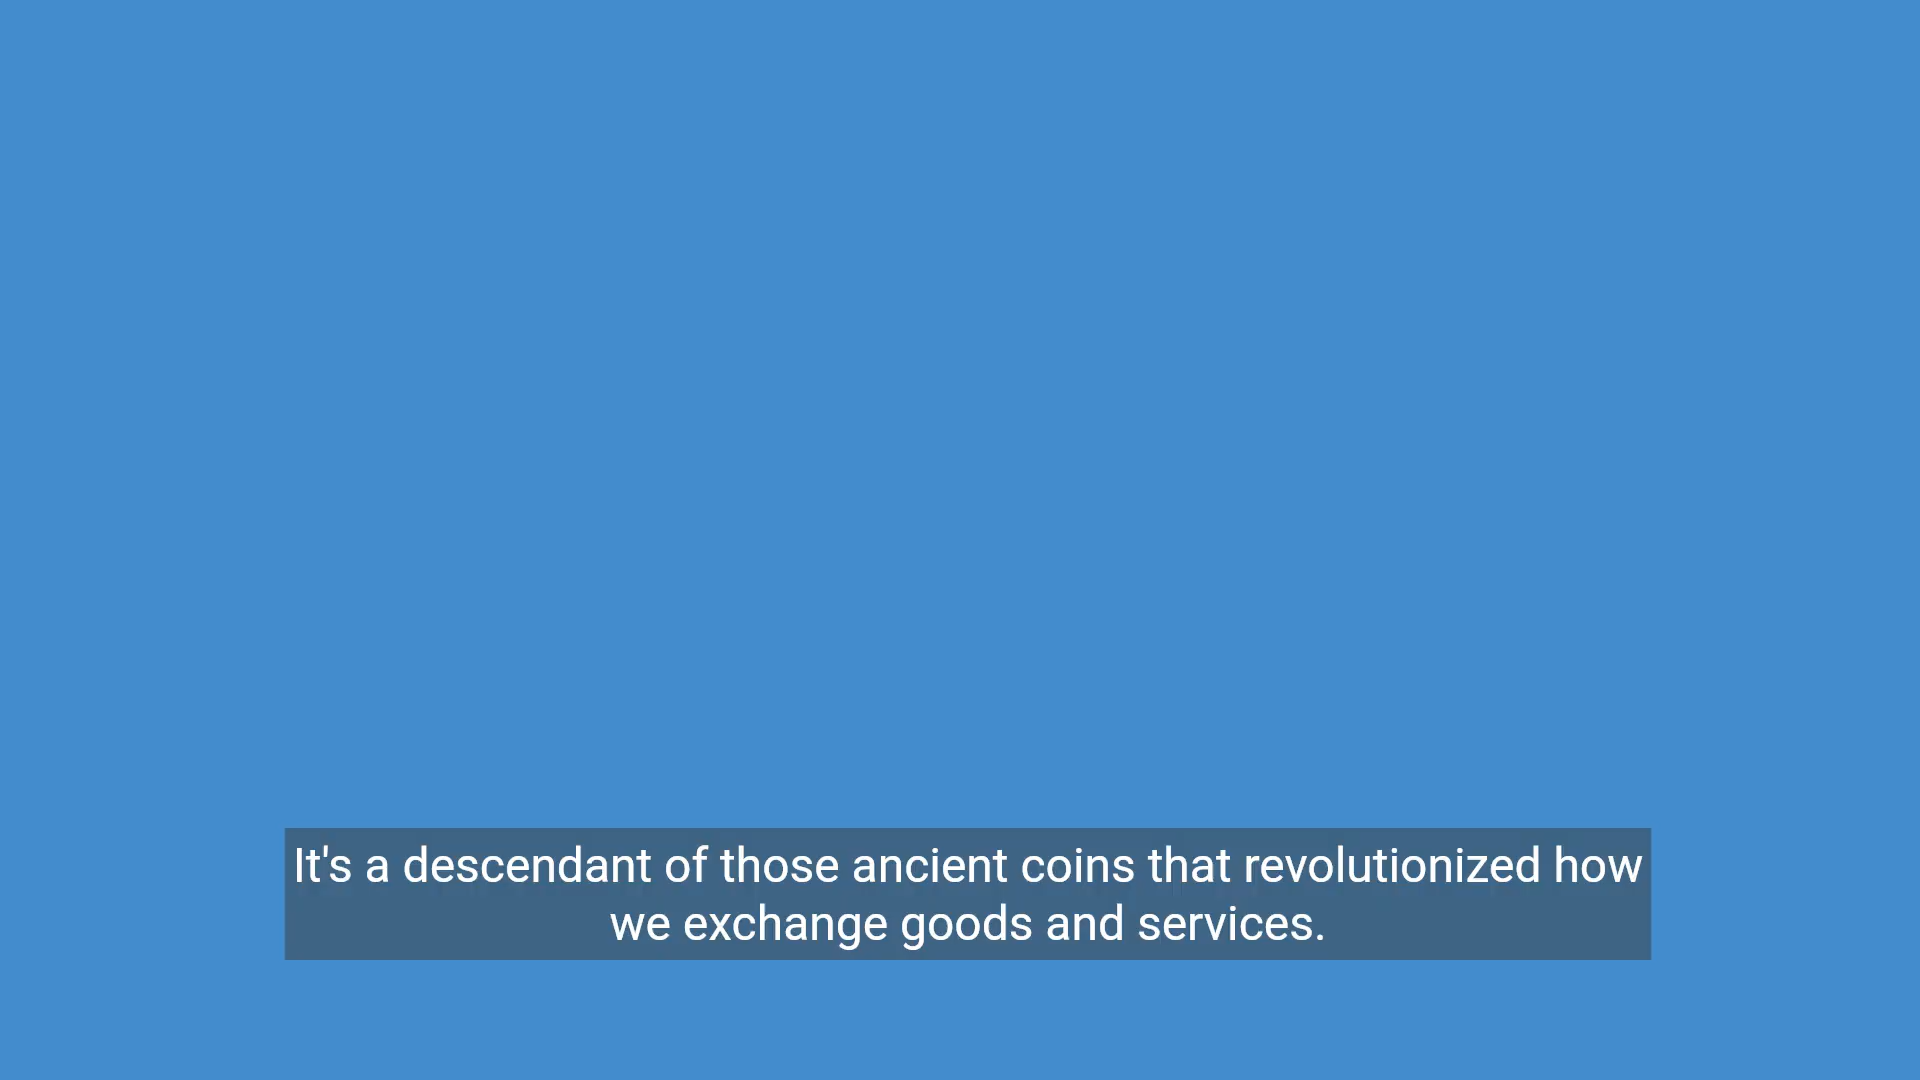 It's a descendant of those ancient coins that revolutionized how
we exchange goods and services.